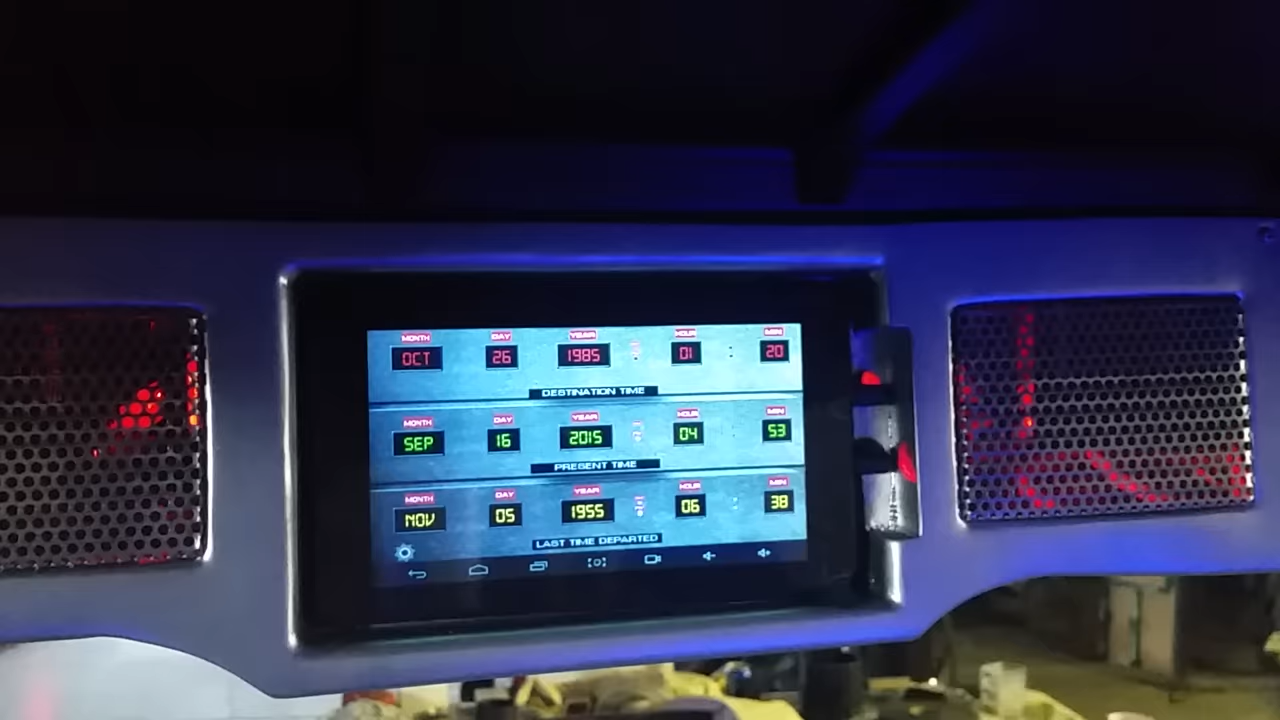 MONTH DAY YEAR HOUR MIN
OCT 26 1985 01 : 20
DESTINATION TIME
MONTH DAY YEAR HOUR MIN
SEP 16 2015 04 : 53
PRESENT TIME
MONTH DAY YEAR HOUR MIN
NOV 05 1955 06 : 38
LAST TIME DEPARTED